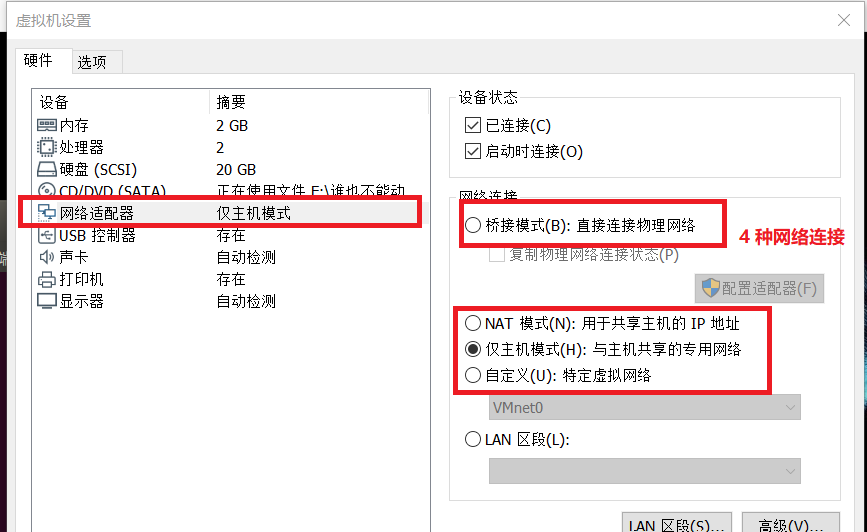 虚拟机设置
硬件 选项
设备 摘要
内存 2 GB
处理器 2
硬盘 (SCSI) 20 GB
CD/DVD (SATA) 正在使用文件 E:\谁也不能动
网络适配器 仅主机模式
USB 控制器 存在
声卡 自动检测
打印机 存在
显示器 自动检测
设备状态
已连接(C)
启动时连接(O)
网络连接
桥接模式(B): 直接连接物理网络
4 种网络连接
复制物理网络连接状态(P)
配置适配器(F)
NAT 模式(N): 用于共享主机的 IP 地址
仅主机模式(H): 与主机共享的专用网络
自定义(U): 特定虚拟网络
VMnet0
LAN 区段(L):
LAN 区段(S)... 高级(V)...